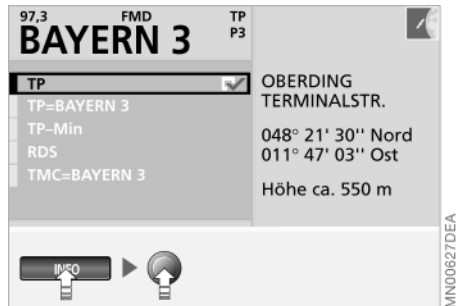 97,3 FMD TP
BAYERN 3 P3
TP
TP=BAYERN 3
TP–Min
RDS
TMC=BAYERN 3
OBERDING
TERMINALSTR.
048° 21' 30'' Nord
011° 47' 03'' Ost
Höhe ca. 550 m
INFO
MN00627DEA